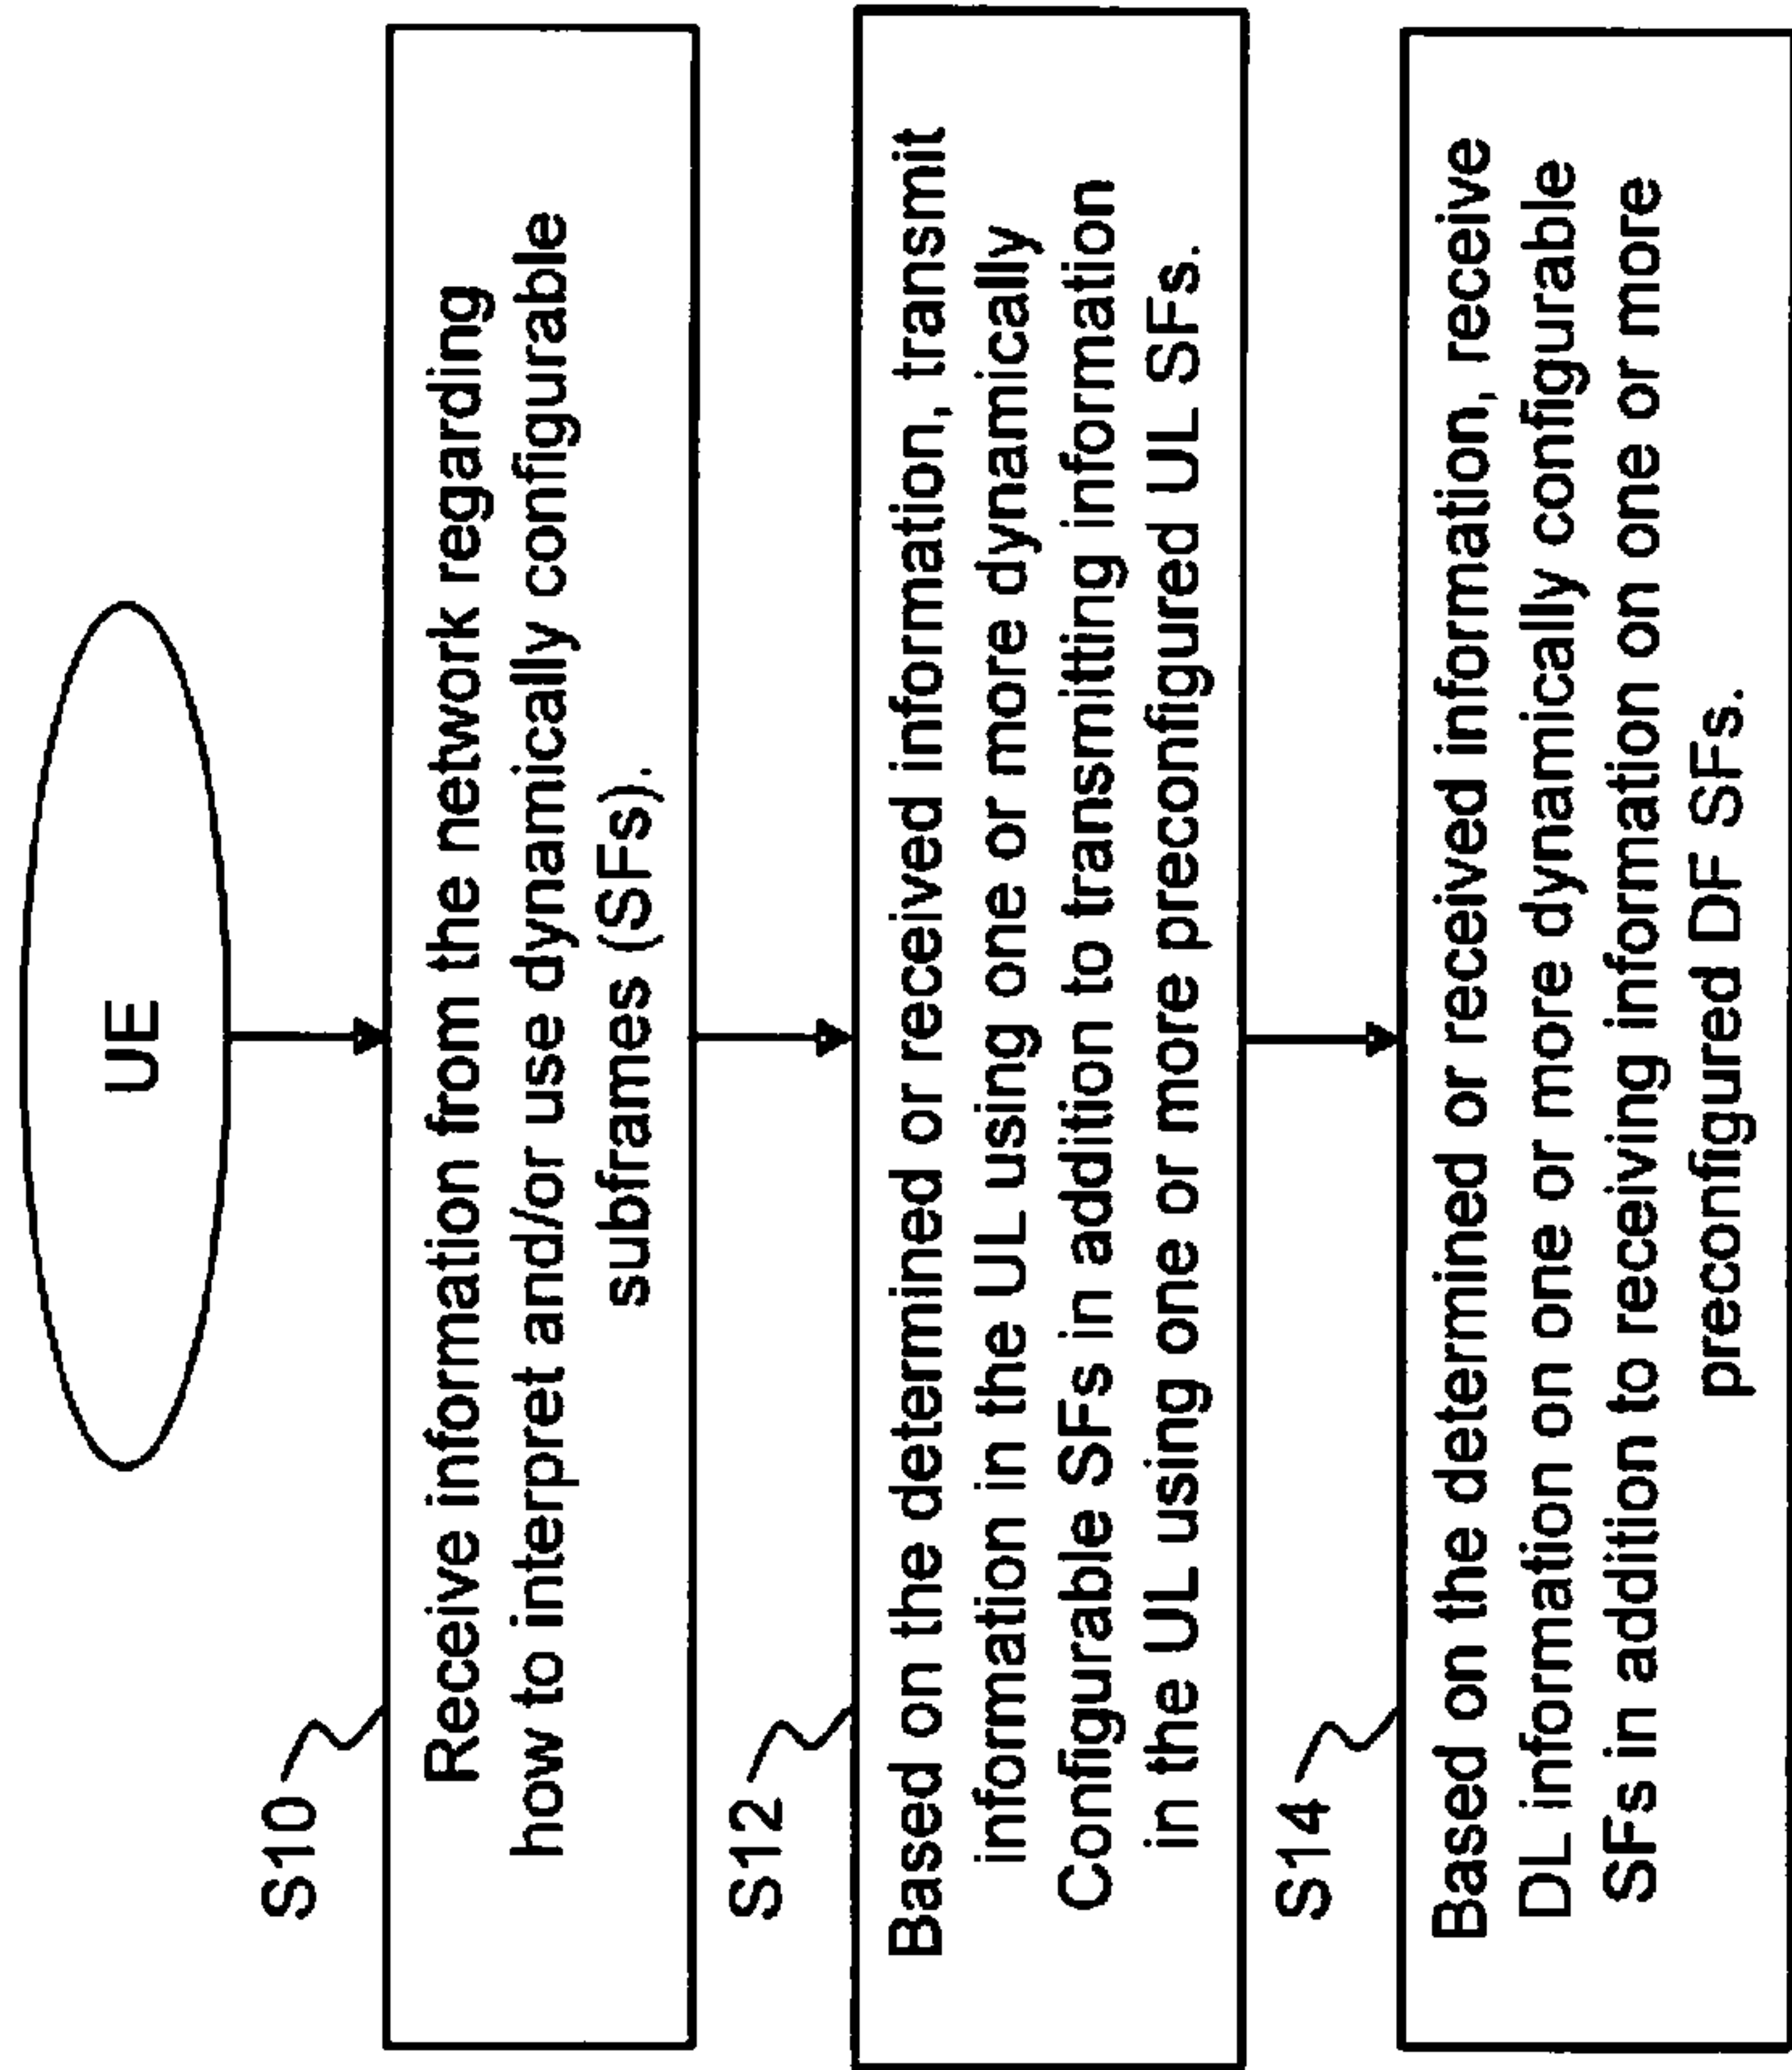 UE
S10
Receive information from the network regarding
how to interpret and/or use dynamically configurable
subframes (SFs).
S12
Based on the determined or received information, transmit
information in the UL using one or more dynamically
Configurable SFs in addition to transmitting information
in the UL using one or more preconfigured UL SFs.
S14
Based on the determined or received information, receive
DL information on one or more dynamically configurable
SFs in addition to receiving information on one or more
preconfigured DF SFs.